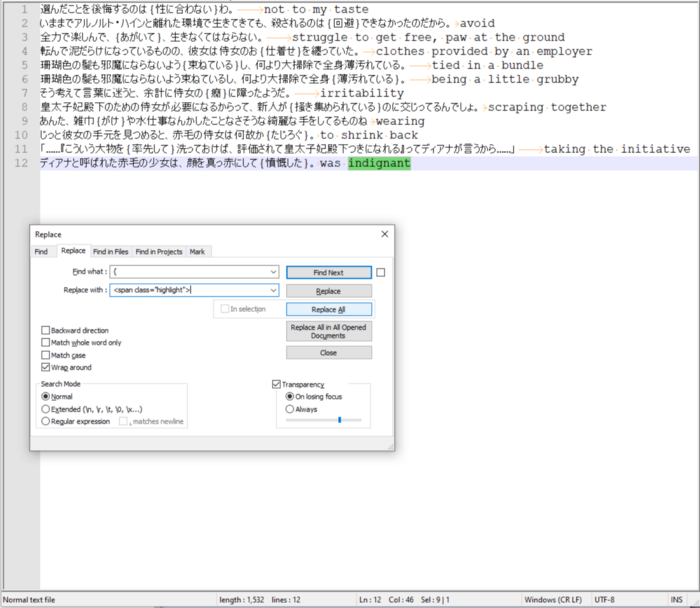 1 選んだことを後悔するのは{性に合わない}わ。 not to my taste
2 いままでアルノルト・ハインと離れた環境で生きてきても、殺されるのは{回避}できなかったのだから。 avoid
3 全力で楽しんで、{あがいて}、生きなくてはならない。 struggle to get free, paw at the ground
4 転んで泥だらけになっているものの、彼女は侍女のお{仕着せ}を纏っていた。 clothes provided by an employer
5 珊瑚色の髪も邪魔にならないよう{束ねている}し、何より大掃除で全身薄汚れている。 tied in a bundle
6 珊瑚色の髪も邪魔にならないよう束ねているし、何より大掃除で全身{薄汚れている}。 being a little grubby
7 そう考えて言葉に迷うと、余計に侍女の{癇}に障ったようだ。 irritability
8 皇太子妃殿下のための侍女が必要になるからって、新人が{掻き集められている}のに交じってるんでしょ。 scraping together
9 あんた、雑巾{がけ}や水仕事なんかしたことなさそうな綺麗な手をしてるものね wearing
10 じっと彼女の手元を見つめると、赤毛の侍女は何故か{たじろぐ}。 to shrink back
11 「……『こういう大物を{率先して}洗っておけば、評価されて皇太子妃殿下つきになれる』ってディアナが言うから……」 taking the initiative
12 ディアナと呼ばれた赤毛の少女は、顔を真っ赤にして{憤慨した}。 was indignant
Replace
Find Replace Find in Files Find in Projects Mark
Find what : { Find Next
Replace with : <span class="highlight"> Replace
In selection Replace All
Backward direction Replace All in All Opened Documents
Match whole word only Close
Match case
Wrap around
Search Mode Transparency
Normal On losing focus
Extended (\n, \r, \t, \0, \x...) Always
Regular expression . matches newline
Normal text file length : 1,532 lines : 12 Ln : 12 Col : 46 Sel : 9 | 1 Windows (CR LF) UTF-8 INS